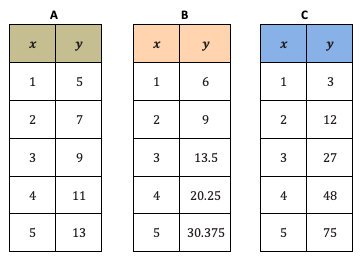 A B C
x y x y x y
1 5 1 6 1 3
2 7 2 9 2 12
3 9 3 13.5 3 27
4 11 4 20.25 4 48
5 13 5 30.375 5 75